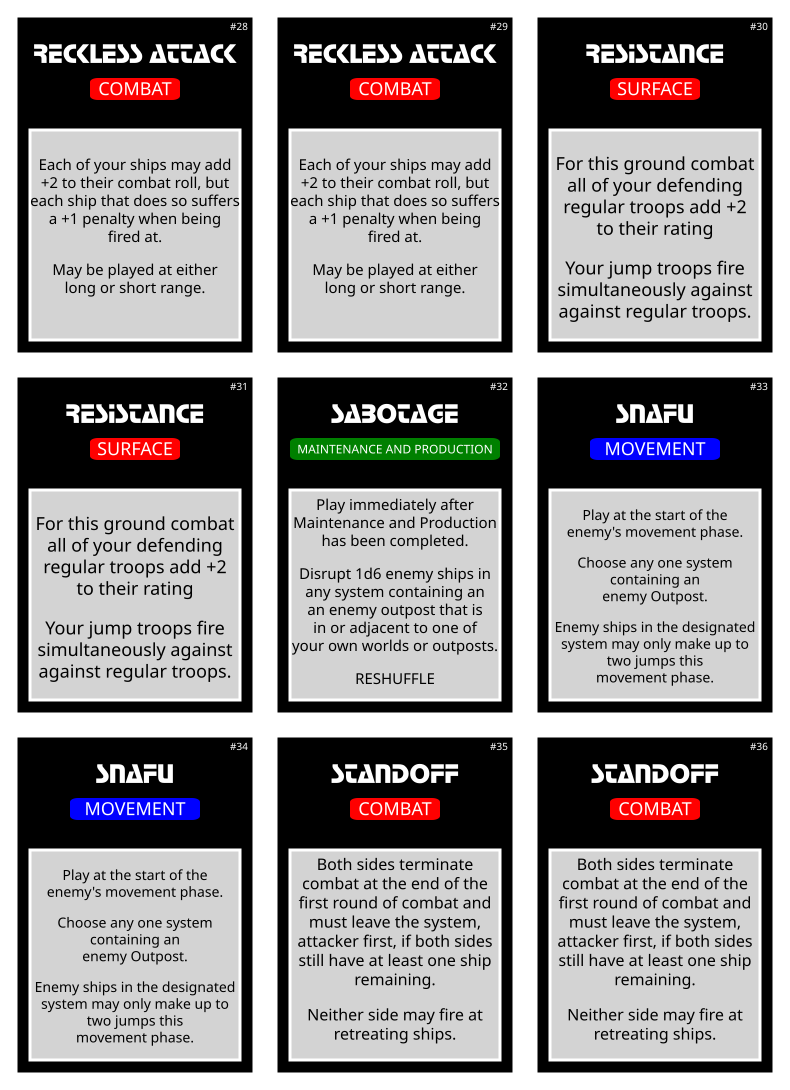 #28
RECKLESS ATTACK
COMBAT
Each of your ships may add
+2 to their combat roll, but
each ship that does so suffers
a +1 penalty when being
fired at.
May be played at either
long or short range.
#29
RECKLESS ATTACK
COMBAT
Each of your ships may add
+2 to their combat roll, but
each ship that does so suffers
a +1 penalty when being
fired at.
May be played at either
long or short range.
#30
RESISTANCE
SURFACE
For this ground combat
all of your defending
regular troops add +2
to their rating
Your jump troops fire
simultaneously against
against regular troops.
#31
RESISTANCE
SURFACE
For this ground combat
all of your defending
regular troops add +2
to their rating
Your jump troops fire
simultaneously against
against regular troops.
#32
SABOTAGE
MAINTENANCE AND PRODUCTION
Play immediately after
Maintenance and Production
has been completed.
Disrupt 1d6 enemy ships in
any system containing an
an enemy outpost that is
in or adjacent to one of
your own worlds or outposts.
RESHUFFLE
#33
SNAFU
MOVEMENT
Play at the start of the
enemy's movement phase.
Choose any one system
containing an
enemy Outpost.
Enemy ships in the designated
system may only make up to
two jumps this
movement phase.
#34
SNAFU
MOVEMENT
Play at the start of the
enemy's movement phase.
Choose any one system
containing an
enemy Outpost.
Enemy ships in the designated
system may only make up to
two jumps this
movement phase.
#35
STANDOFF
COMBAT
Both sides terminate
combat at the end of the
first round of combat and
must leave the system,
attacker first, if both sides
still have at least one ship
remaining.
Neither side may fire at
retreating ships.
#36
STANDOFF
COMBAT
Both sides terminate
combat at the end of the
first round of combat and
must leave the system,
attacker first, if both sides
still have at least one ship
remaining.
Neither side may fire at
retreating ships.